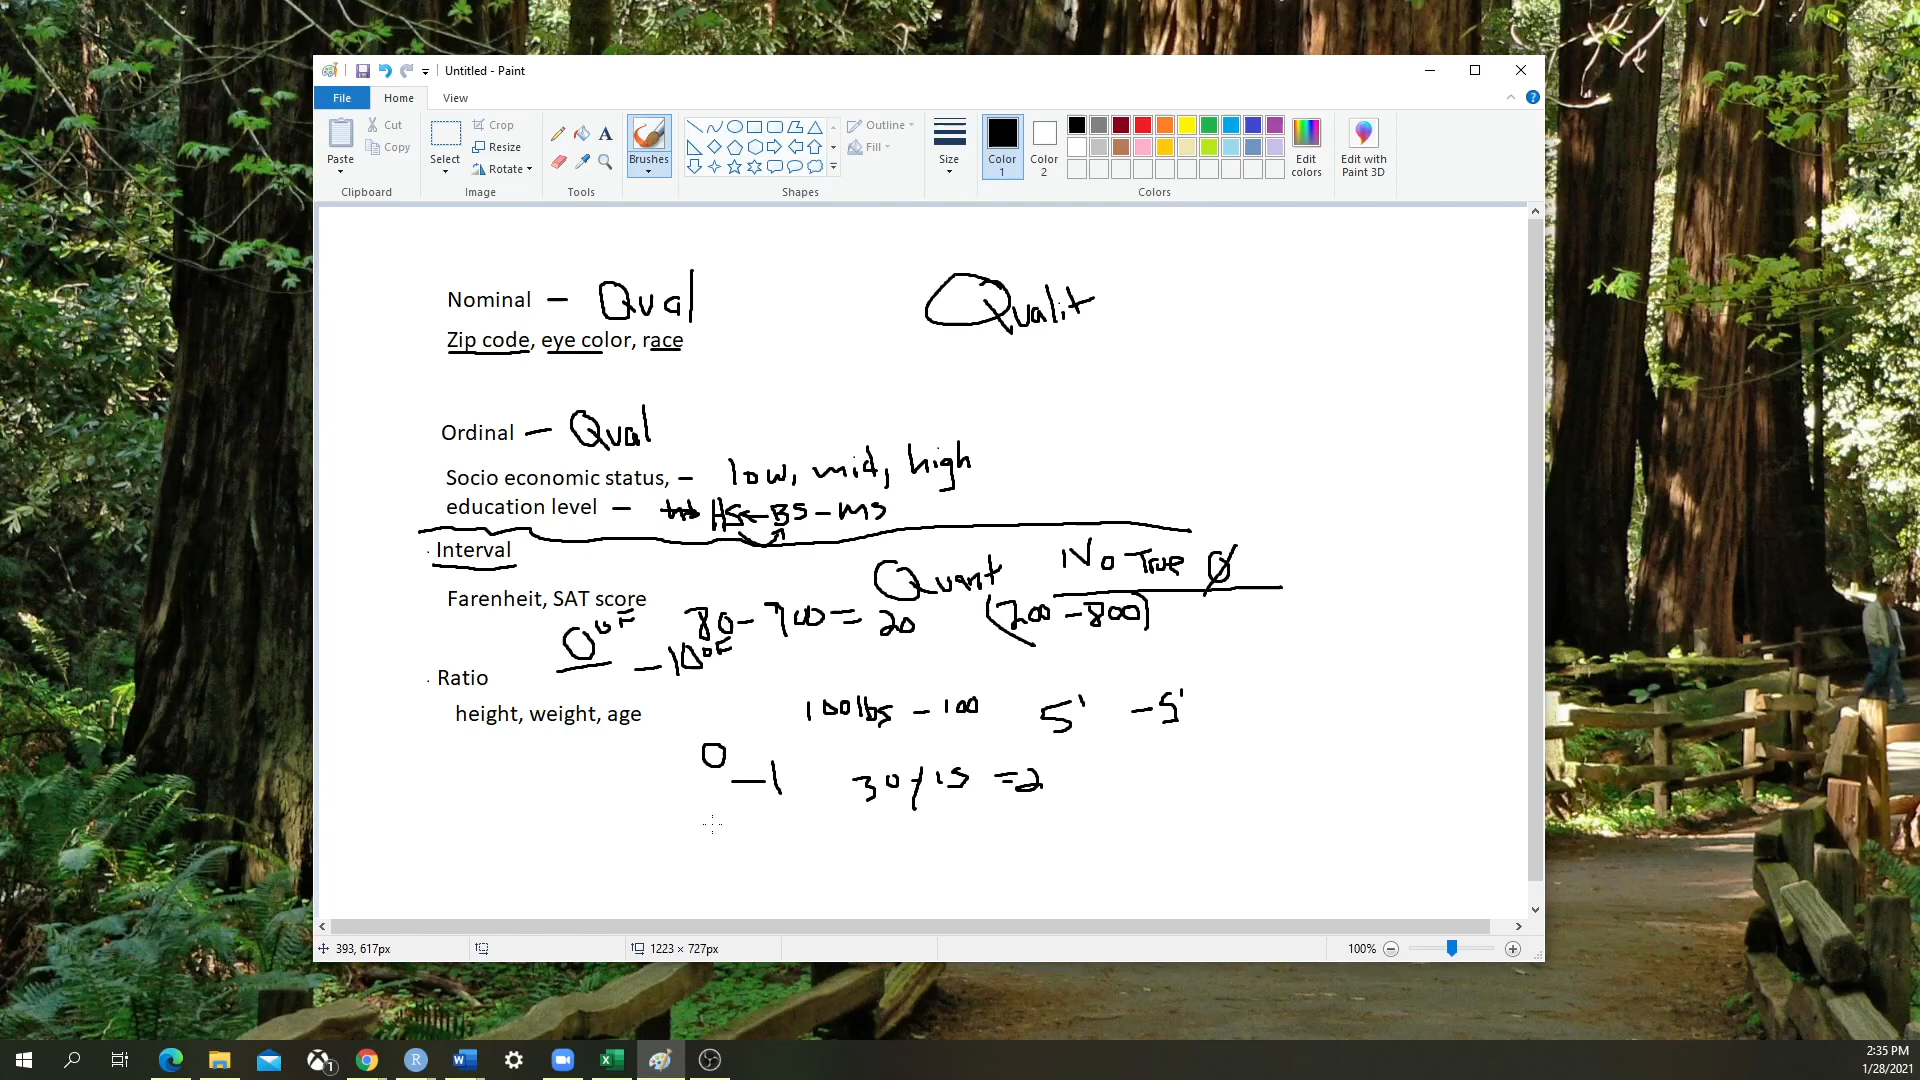 Untitled - Paint
File Home View
Paste Cut Copy Clipboard
Select Crop Resize Rotate Image
Tools
Brushes
Shapes
Outline Fill
Size
Color 1
Color 2
Colors
Edit colors
Edit with Paint 3D
Nominal — Qual Qualit
Zip code, eye color, race
Ordinal — Qual
Socio economic status, — low, mid, high
education level — HS BS - MS
Interval
Quant No True 0
Farenheit, SAT score
80 - 700 = 20 (200 - 800)
0°F -10°F
Ratio
height, weight, age 100lbs - 100 5' -5'
0 -1 30/15 = 2
393, 617px 1223 × 727px 100%
2:35 PM
1/28/2021